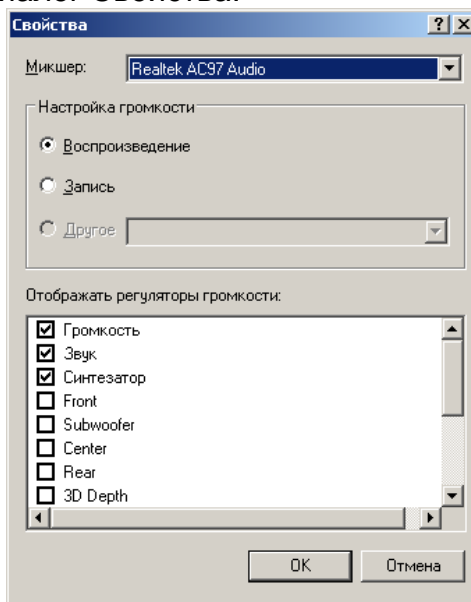 Свойства
Микшер: Realtek AC97 Audio
Настройка громкости
Воспроизведение
Запись
Другое
Отображать регуляторы громкости:
Громкость
Звук
Синтезатор
Front
Subwoofer
Center
Rear
3D Depth
OK Отмена